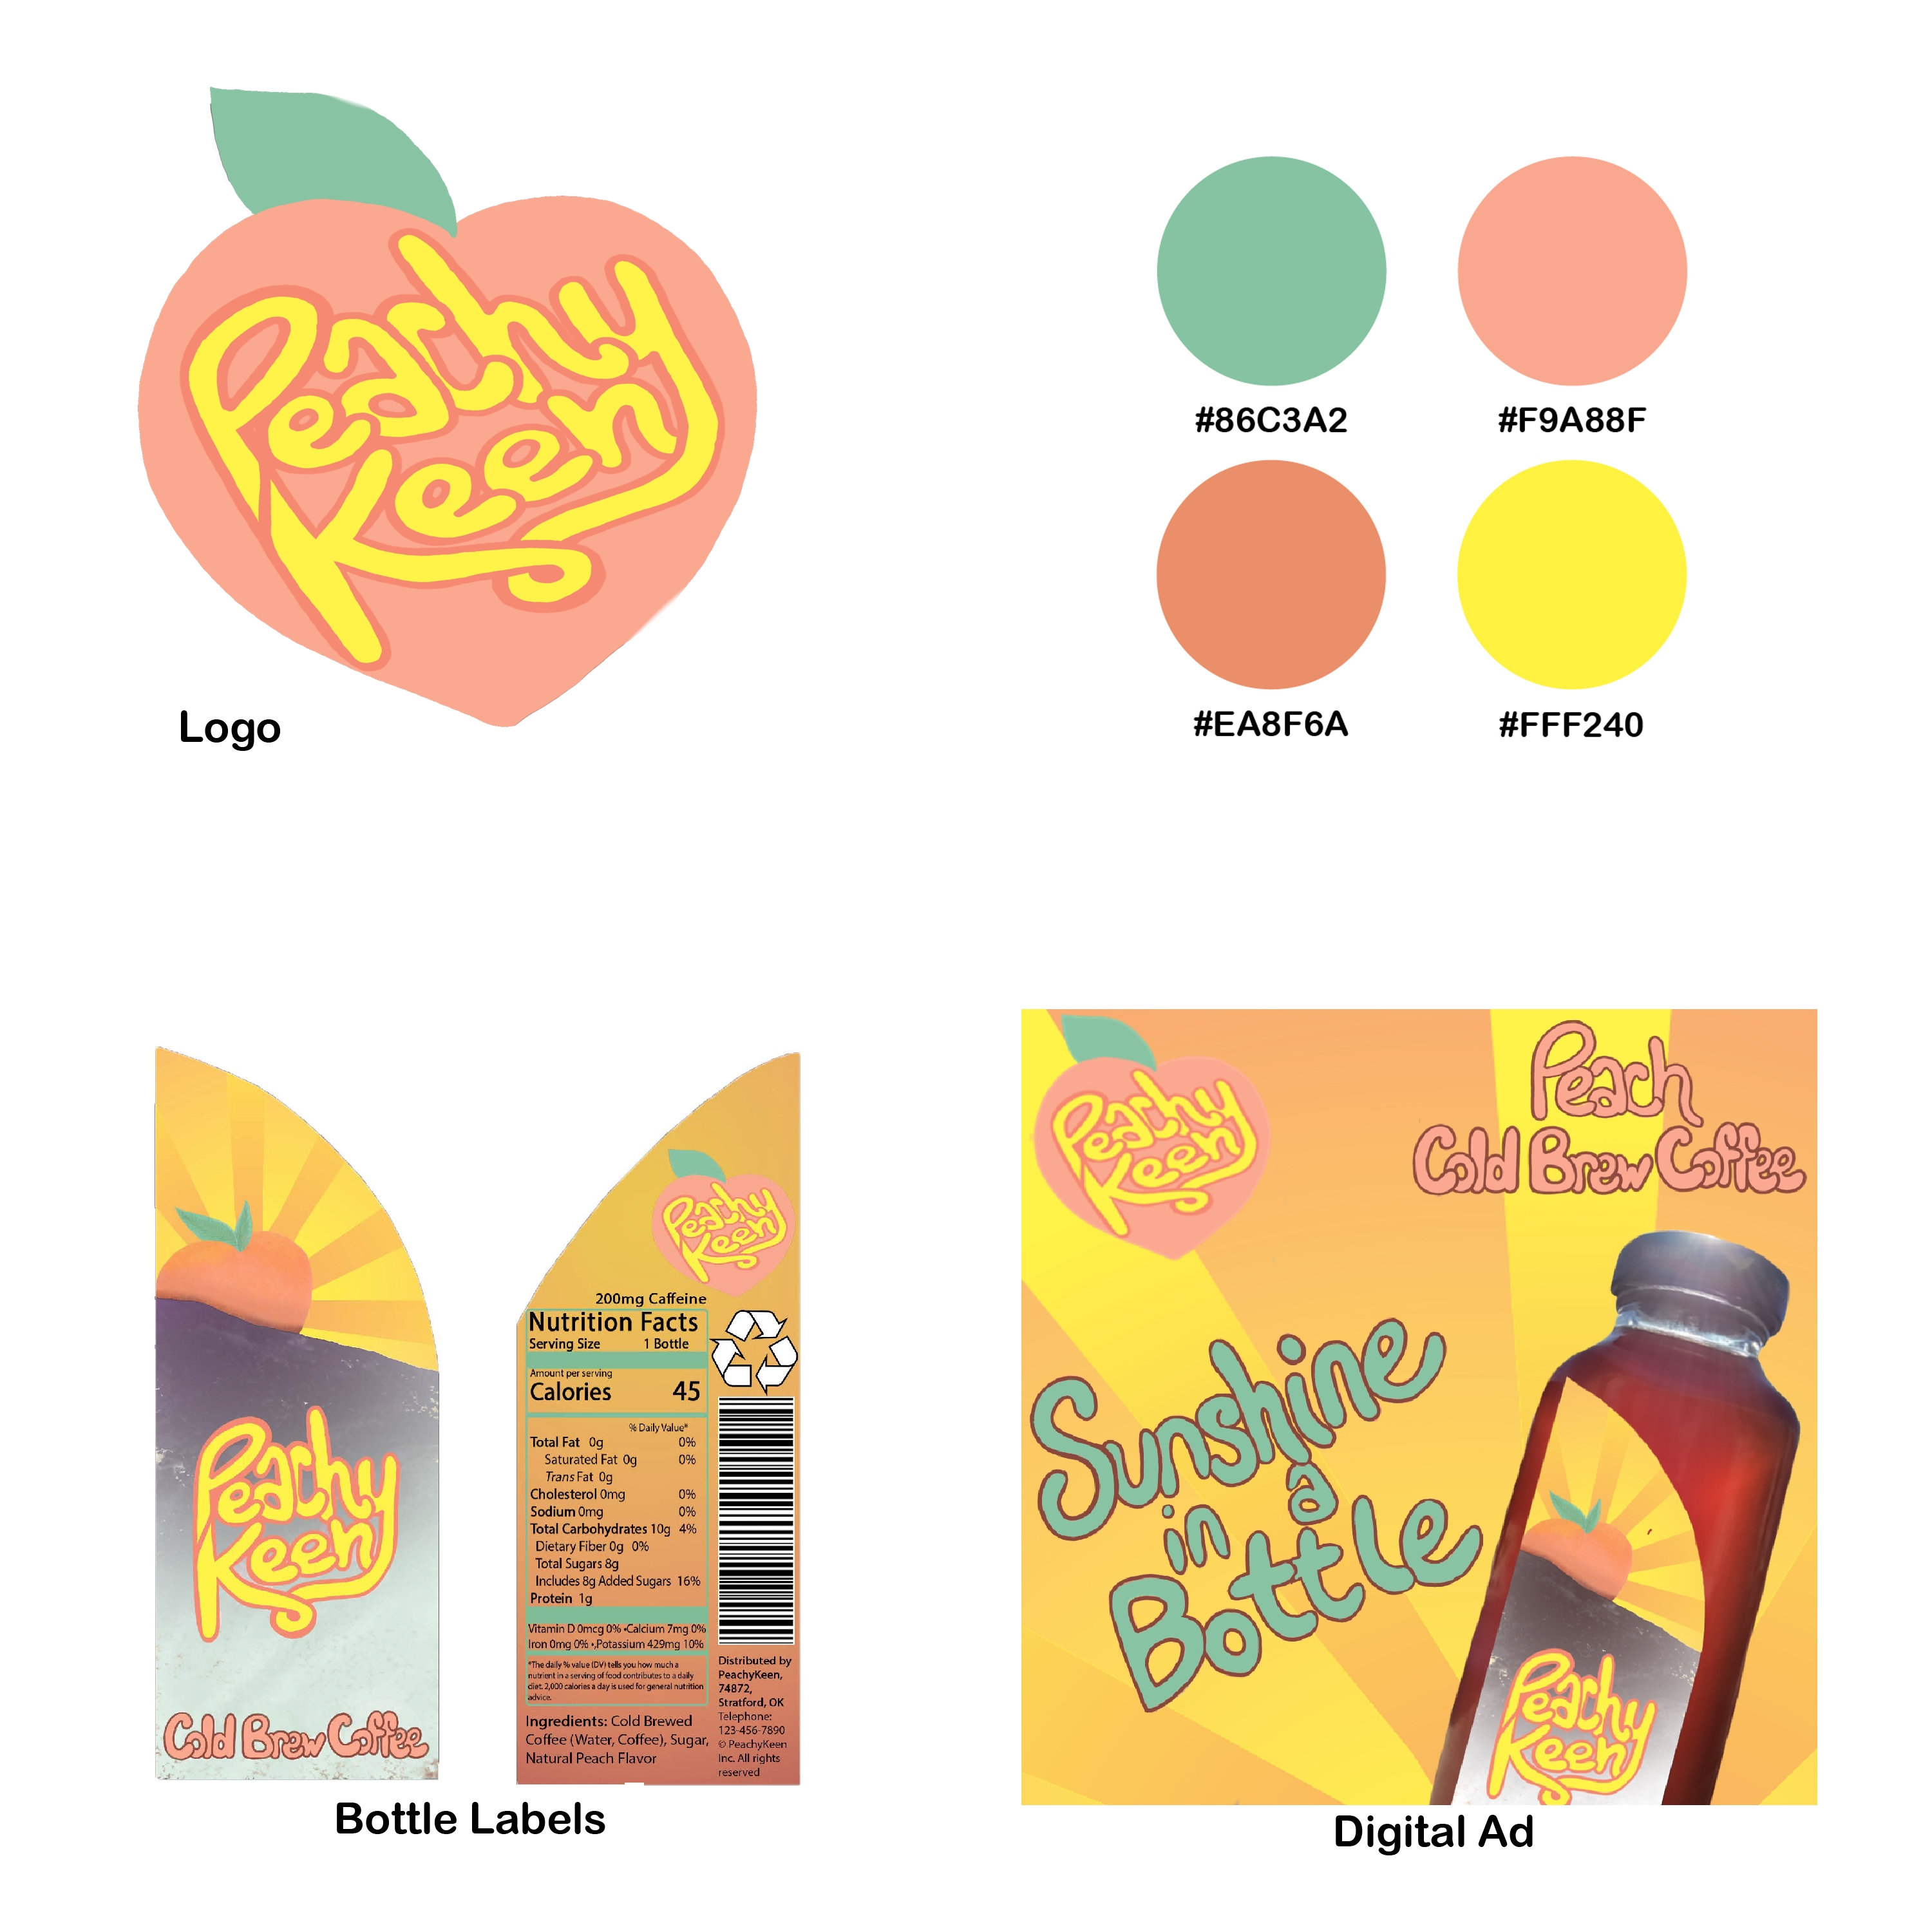 Peachy
Keen
Logo
#86C3A2
#F9A88F
#EA8F6A
#FFF240
Peachy
Keen
Cold Brew Coffee
Peachy
Keen
200mg Caffeine
Nutrition Facts
Serving Size 1 Bottle
Amount per serving
Calories 45
% Daily Value*
Total Fat 0g 0%
Saturated Fat 0g 0%
Trans Fat 0g
Cholesterol 0mg 0%
Sodium 0mg 0%
Total Carbohydrates 10g 4%
Dietary Fiber 0g 0%
Total Sugars 8g
Includes 8g Added Sugars 16%
Protein 1g
Vitamin D 0mcg 0% •Calcium 7mg 0%
Iron 0mg 0% •,Potassium 429mg 10%
*The daily % value (DV) tells you how much a
nutrient in a serving of food contributes to a daily
diet. 2,000 calories a day is used for general nutrition
advice.
Ingredients: Cold Brewed
Coffee (Water, Coffee), Sugar,
Natural Peach Flavor
Distributed by
PeachyKeen,
74872,
Stratford, OK
Telephone:
123-456-7890
© PeachyKeen
Inc. All rights
reserved
Bottle Labels
Peachy
Keen
Peach
Cold Brew Coffee
Sunshine
in a
Bottle
Peachy
Keen
Digital Ad